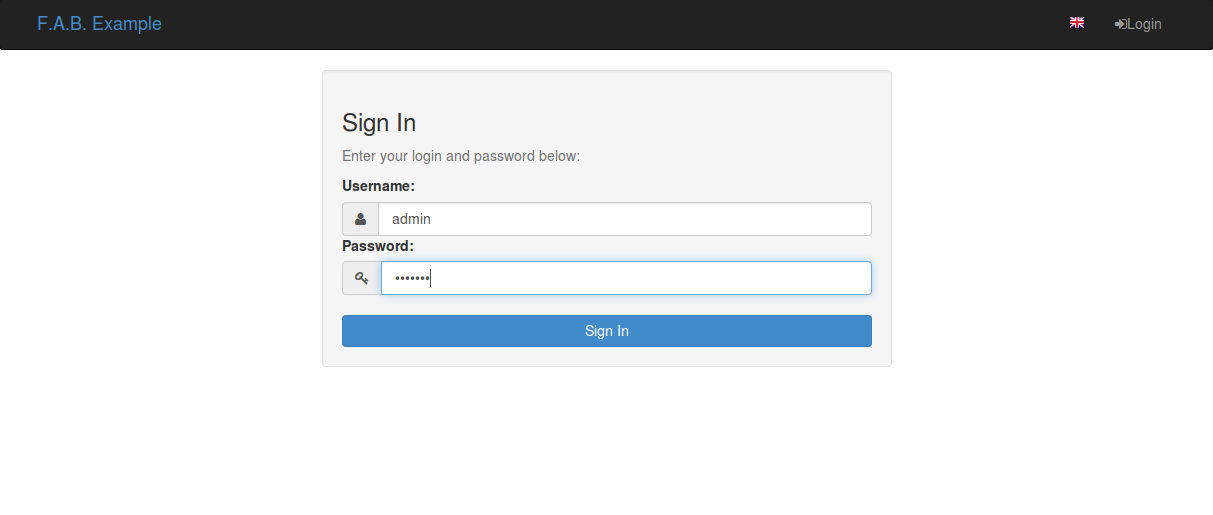 F.A.B. Example
Login
Sign In
Enter your login and password below:
Username:
admin
Password:
•••••••
Sign In